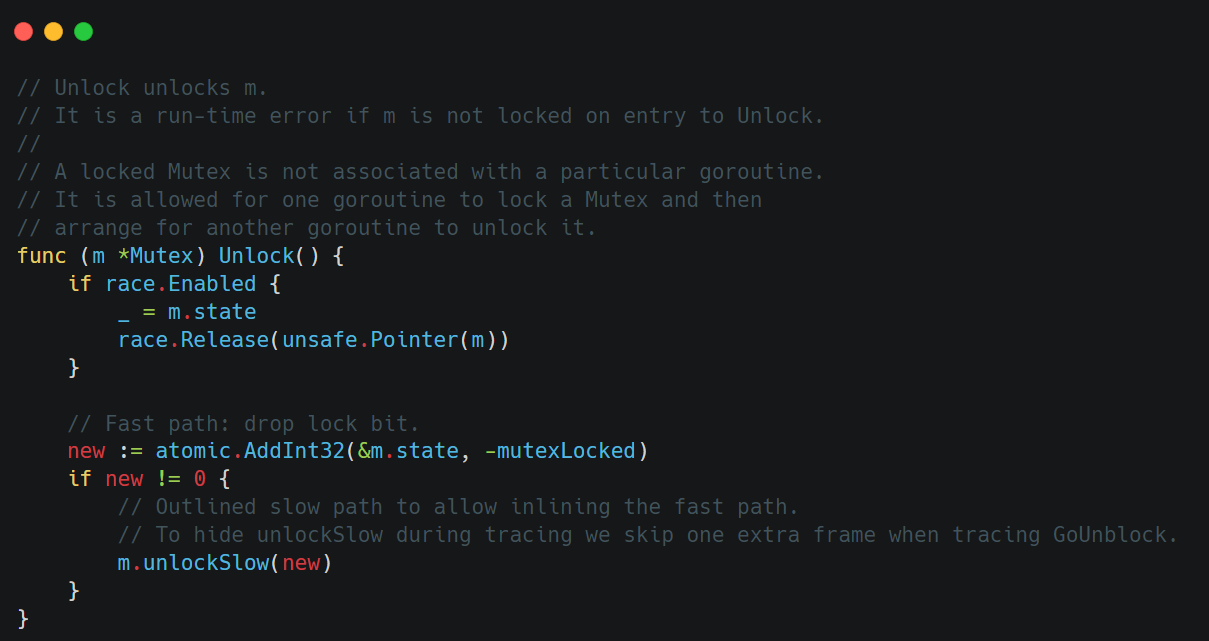 // Unlock unlocks m.
// It is a run-time error if m is not locked on entry to Unlock.
//
// A locked Mutex is not associated with a particular goroutine.
// It is allowed for one goroutine to lock a Mutex and then
// arrange for another goroutine to unlock it.
func (m *Mutex) Unlock() {
    if race.Enabled {
        _ = m.state
        race.Release(unsafe.Pointer(m))
    }

    // Fast path: drop lock bit.
    new := atomic.AddInt32(&m.state, -mutexLocked)
    if new != 0 {
        // Outlined slow path to allow inlining the fast path.
        // To hide unlockSlow during tracing we skip one extra frame when tracing GoUnblock.
        m.unlockSlow(new)
    }
}